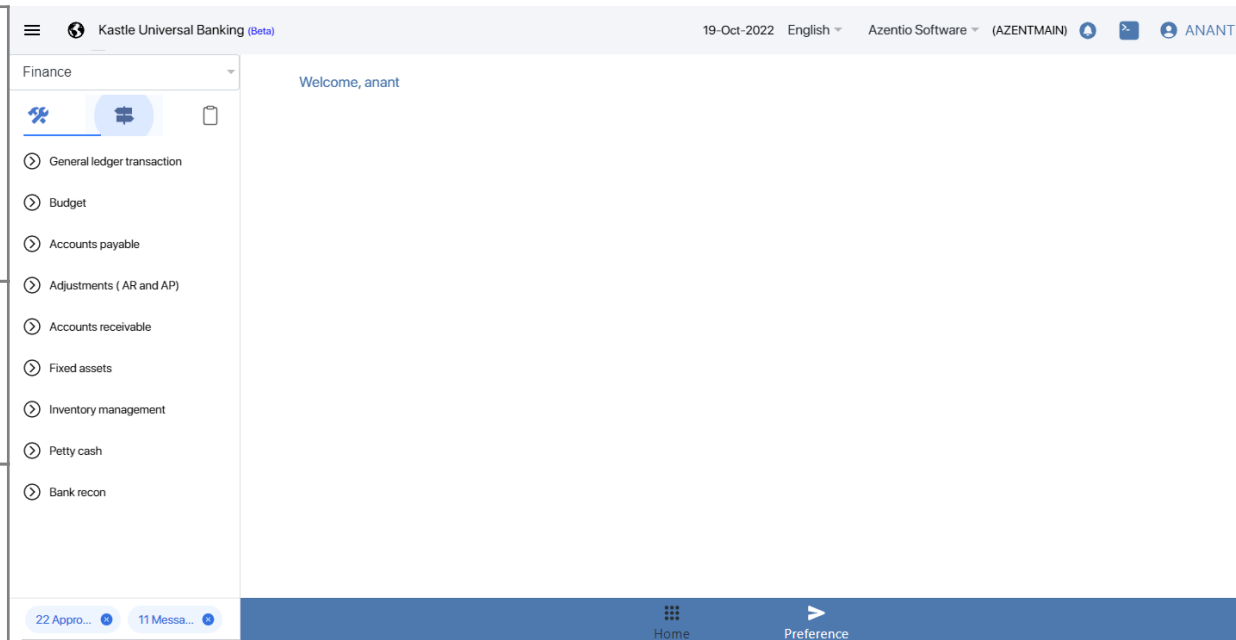 Kastle Universal Banking (Beta) 19-Oct-2022 English Azentio Software (AZENTMAIN) ANANT
Finance
Welcome, anant
General ledger transaction
Budget
Accounts payable
Adjustments ( AR and AP)
Accounts receivable
Fixed assets
Inventory management
Petty cash
Bank recon
22 Appro... 11 Messa...
Home Preference